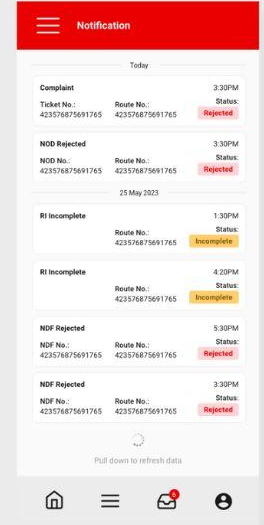 Notification
Today
Complaint 3:30PM
Ticket No.: Route No.: Status:
423576875691765 423576875691765 Rejected
NOD Rejected 3:30PM
NOD No.: Route No.: Status:
423576875691765 423576875691765 Rejected
25 May 2023
RI Incomplete 1:30PM
Route No.: Status:
423576875691765 Incomplete
RI Incomplete 4:20PM
Route No.: Status:
423576875691765 Incomplete
NDF Rejected 5:30PM
NDF No.: Route No.: Status:
423576875691765 423576875691765 Rejected
NDF Rejected 3:30PM
NDF No.: Route No.: Status:
423576875691765 423576875691765 Rejected
Pull down to refresh data
6